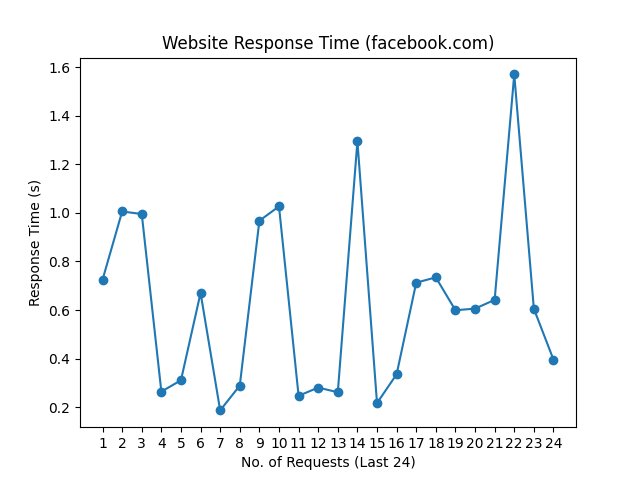 Website Response Time (facebook.com)
1.6
1.4
1.2
1.0
0.8
0.6
0.4
0.2
Response Time (s)
1 2 3 4 5 6 7 8 9 10 11 12 13 14 15 16 17 18 19 20 21 22 23 24
No. of Requests (Last 24)